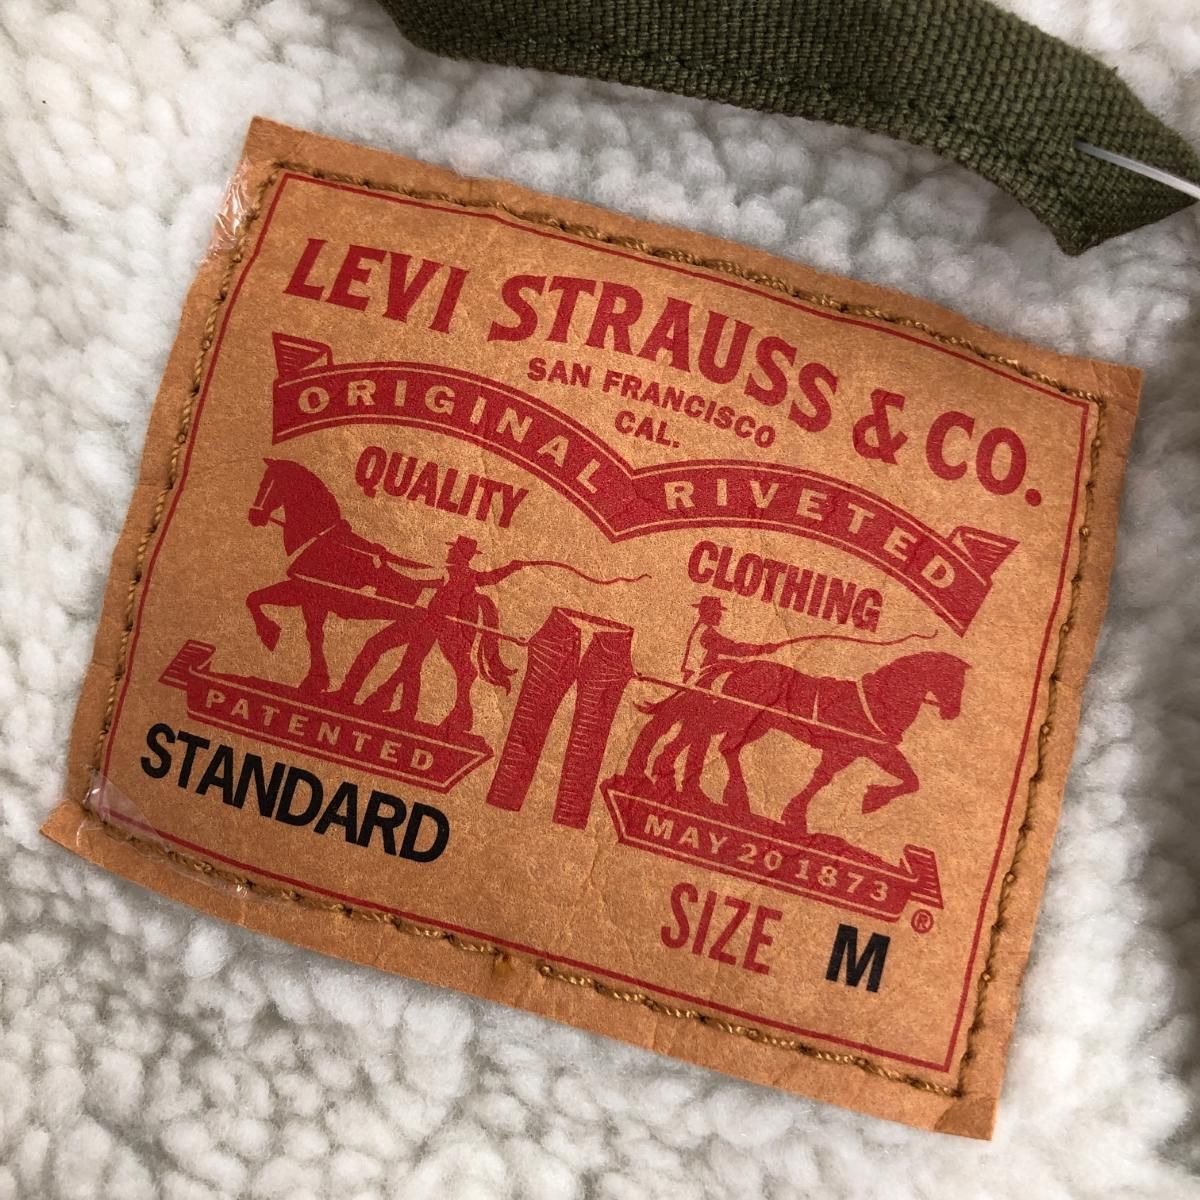 LEVI STRAUSS & CO.
SAN FRANCISCO
CAL.
ORIGINAL RIVETED
QUALITY CLOTHING
PATENTED
MAY 20 1873
®
STANDARD
SIZE M